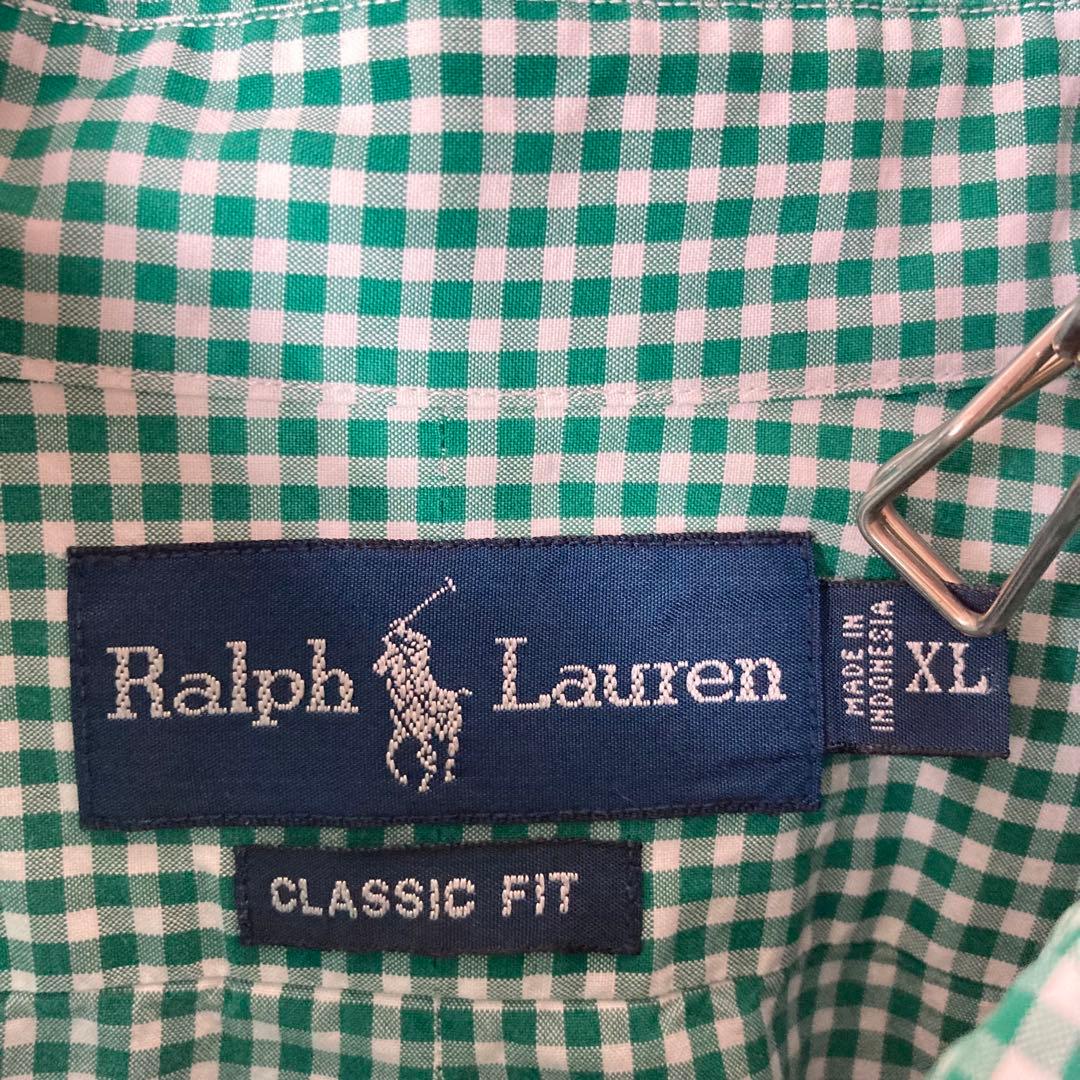 Ralph Lauren
MADE IN
INDONESIA
XL
CLASSIC FIT